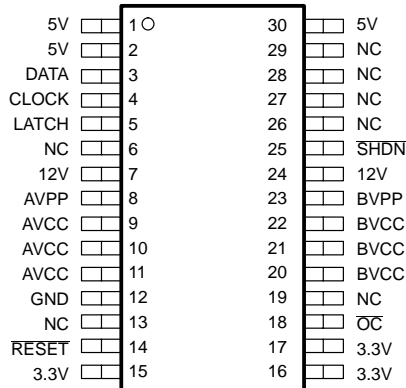 5V 1 30 5V
5V 2 29 NC
DATA 3 28 NC
CLOCK 4 27 NC
LATCH 5 26 NC
NC 6 25 SHDN
12V 7 24 12V
AVPP 8 23 BVPP
AVCC 9 22 BVCC
AVCC 10 21 BVCC
AVCC 11 20 BVCC
GND 12 19 NC
NC 13 18 OC
RESET 14 17 3.3V
3.3V 15 16 3.3V